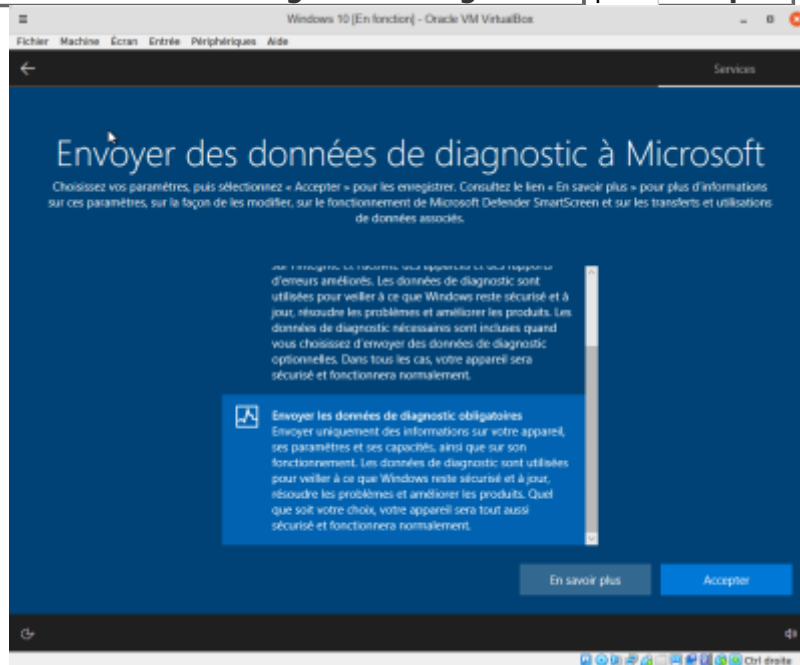 Windows 10 [En fonction] - Oracle VM VirtualBox
Fichier Machine Écran Entrée Périphériques Aide
Services
Envoyer des données de diagnostic à Microsoft
Choisissez vos paramètres, puis sélectionnez « Accepter » pour les enregistrer. Consultez le lien « En savoir plus » pour plus d'informations
sur ces paramètres, sur la façon de les modifier, sur le fonctionnement de Microsoft Defender SmartScreen et sur les transferts et utilisations
de données associés.
d'erreurs améliorés. Les données de diagnostic sont
utilisées pour veiller à ce que Windows reste sécurisé et à
jour, résoudre les problèmes et améliorer les produits. Les
données de diagnostic nécessaires sont incluses quand
vous choisissez d'envoyer des données de diagnostic
optionnelles. Dans tous les cas, votre appareil sera
sécurisé et fonctionnera normalement.
Envoyer les données de diagnostic obligatoires
Envoyer uniquement des informations sur votre appareil,
ses paramètres et ses capacités, ainsi que sur son
fonctionnement. Les données de diagnostic sont utilisées
pour veiller à ce que Windows reste sécurisé et à jour,
résoudre les problèmes et améliorer les produits. Quel
que soit votre choix, votre appareil sera tout aussi
sécurisé et fonctionnera normalement.
En savoir plus
Accepter
Ctrl droite